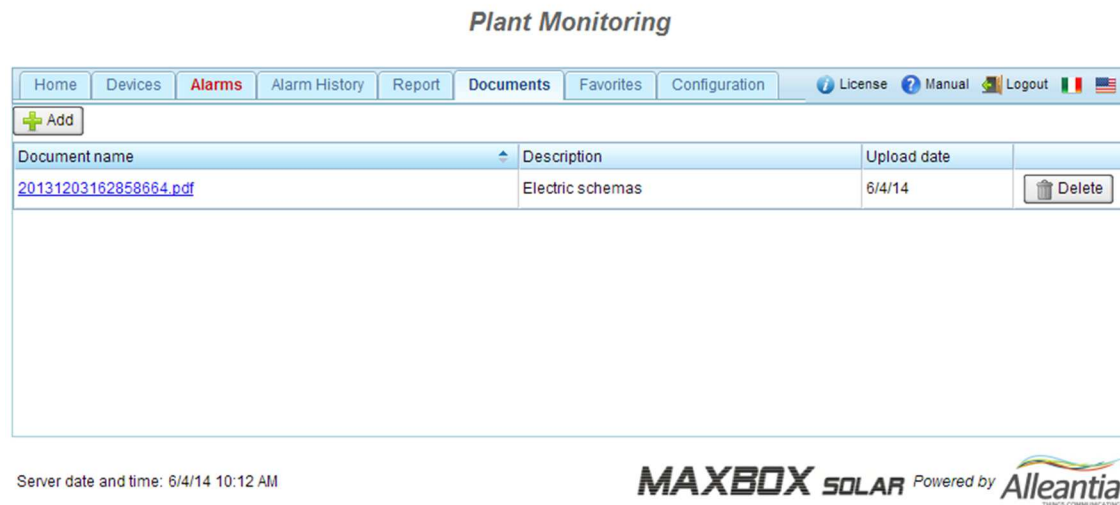 Plant Monitoring
Home Devices Alarms Alarm History Report Documents Favorites Configuration License Manual Logout
Add
Document name Description Upload date
20131203162858664.pdf Electric schemas 6/4/14 Delete
Server date and time: 6/4/14 10:12 AM
MAXBOX SOLAR Powered by Alleantia
THINGS COMMUNICATING